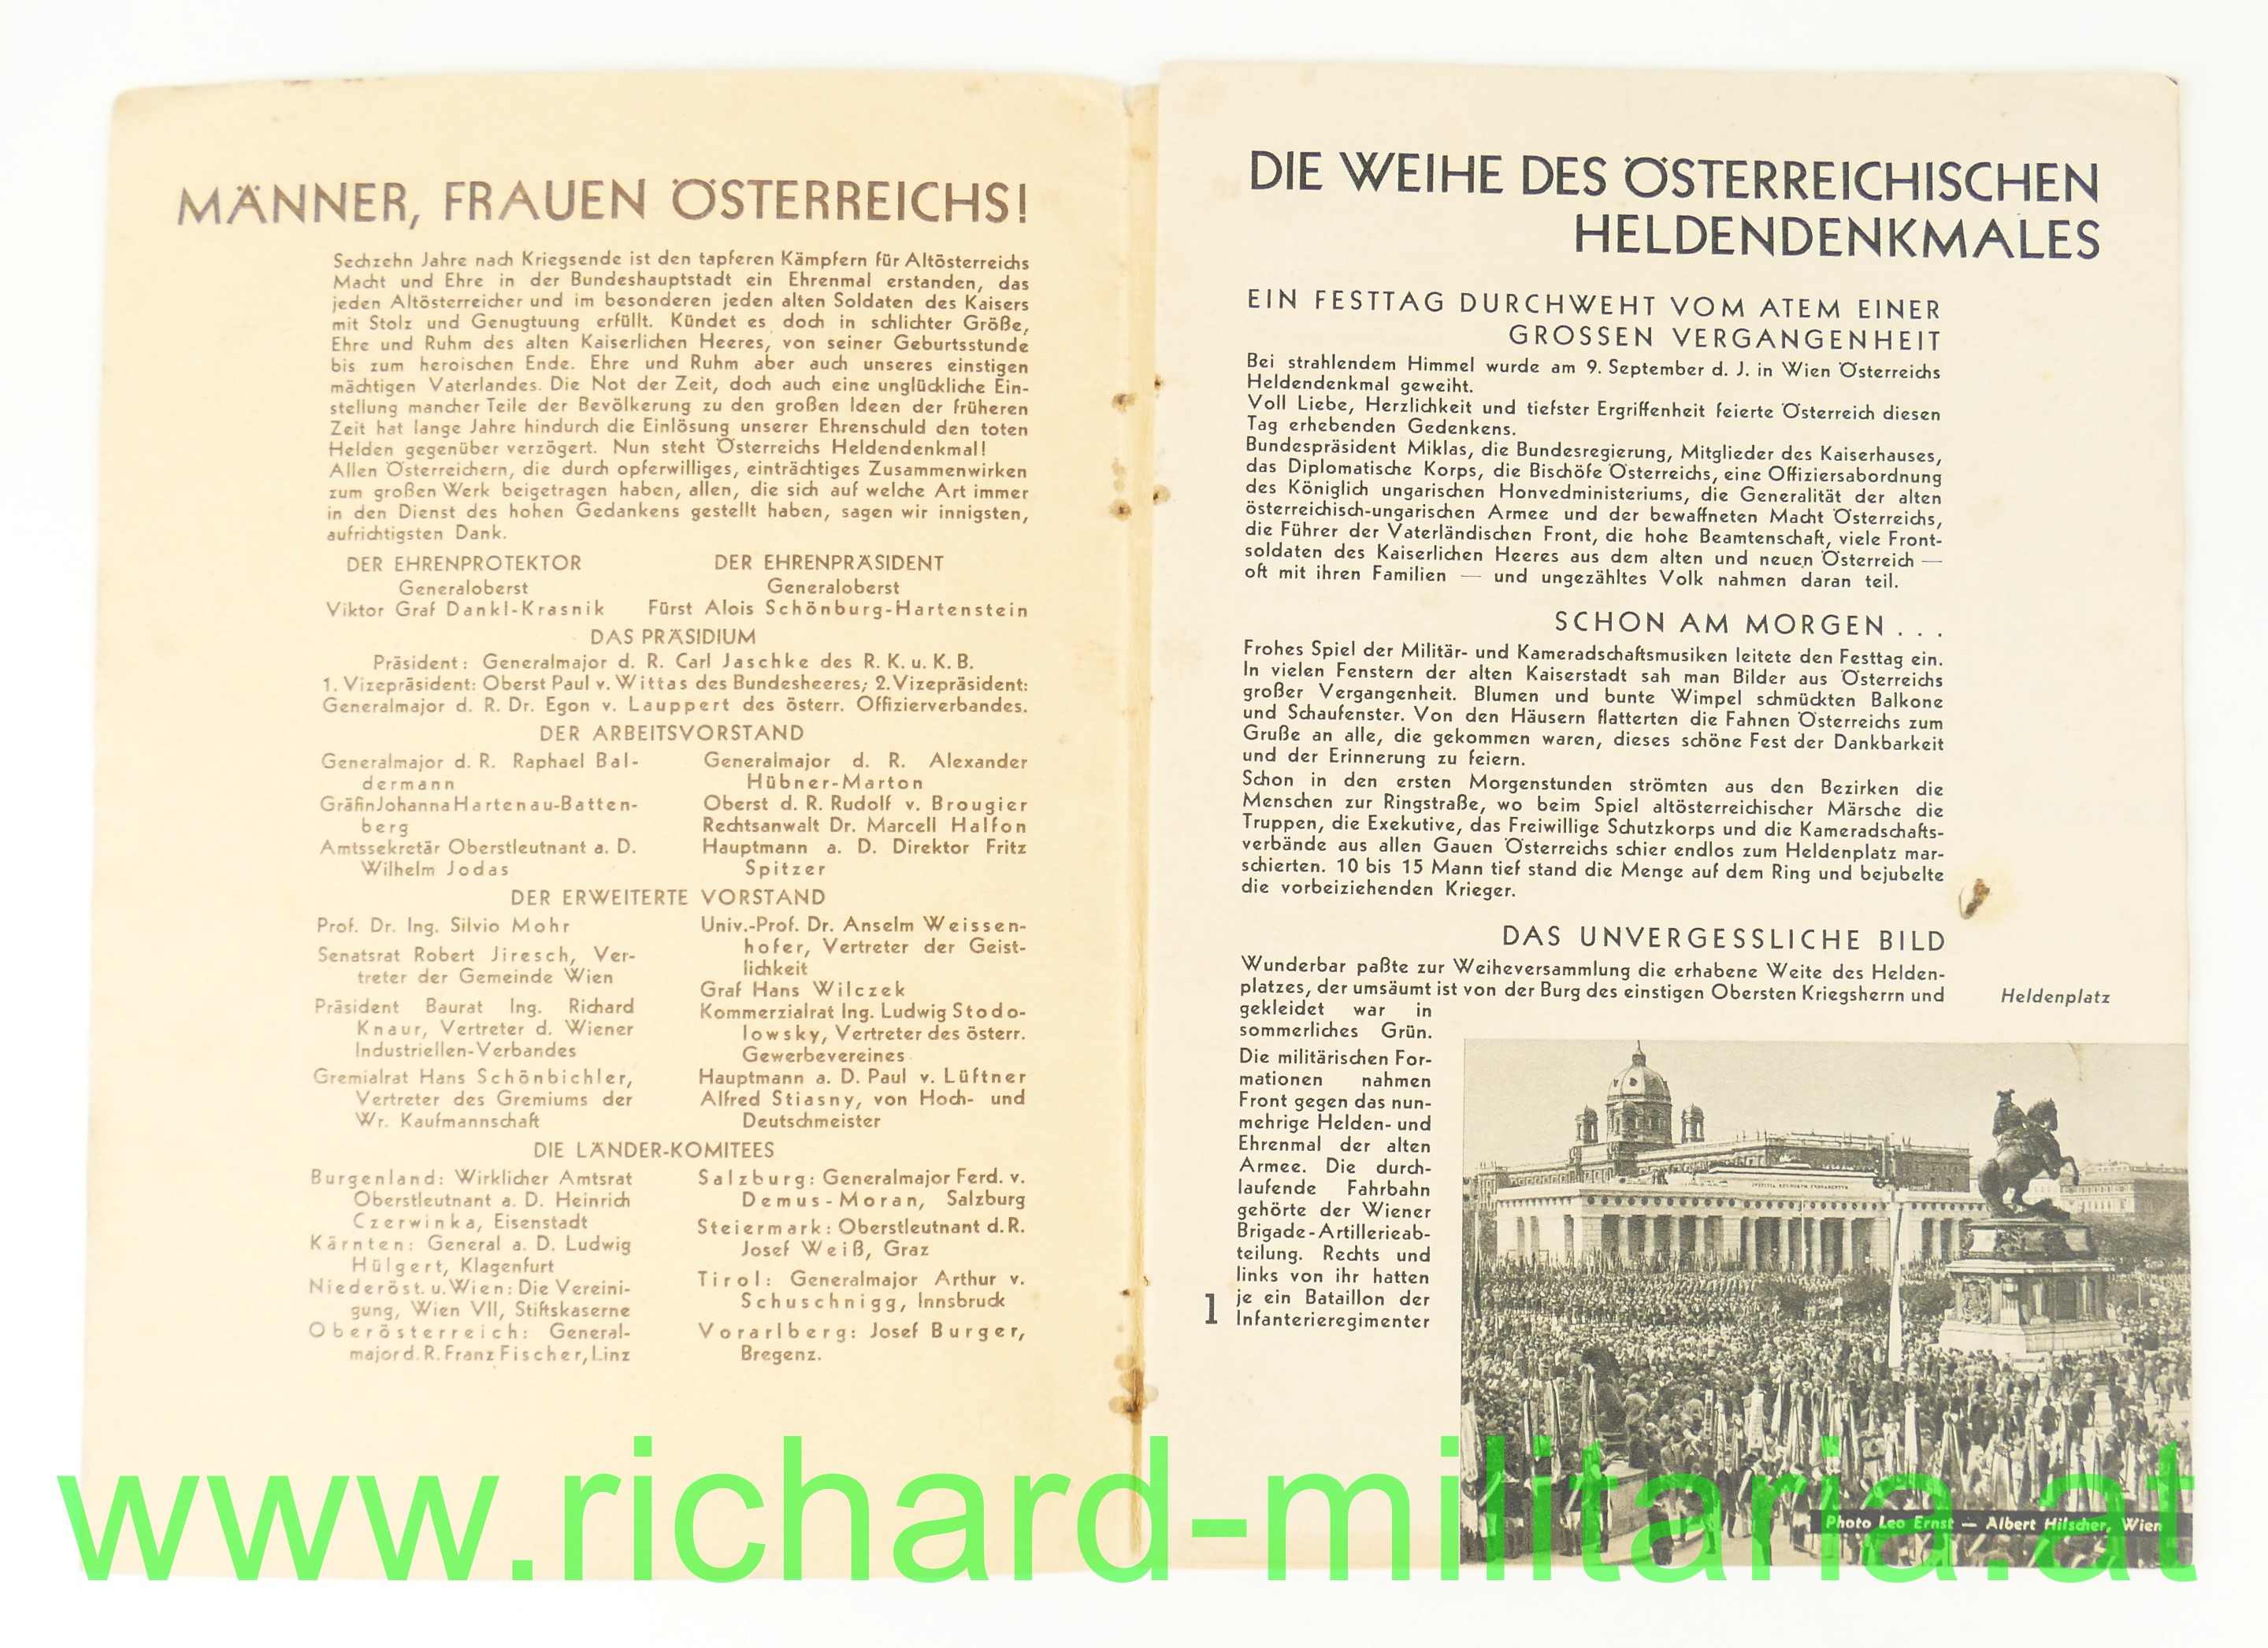 MÄNNER, FRAUEN ÖSTERREICHS!
Sechzehn Jahre nach Kriegsende ist den tapferen Kämpfern für Altösterreichs
Macht und Ehre in der Bundeshauptstadt ein Ehrenmal erstanden, das
jeden Altösterreicher und im besonderen jeden alten Soldaten des Kaisers
mit Stolz und Genugtuung erfüllt. Kündet es doch in schlichter Größe,
Ehre und Ruhm des alten Kaiserlichen Heeres, von seiner Geburtsstunde
bis zum heroischen Ende. Ehre und Ruhm aber auch unseres einstigen
mächtigen Vaterlandes. Die Not der Zeit, doch auch eine unglückliche Ein-
stellung mancher Teile der Bevölkerung zu den großen Ideen der früheren
Zeit hat lange Jahre hindurch die Einlösung unserer Ehrenschuld den toten
Helden gegenüber verzögert. Nun steht Österreichs Heldendenkmal!
Allen Österreichern, die durch opferwilliges, einträchtiges Zusammenwirken
zum großen Werk beigetragen haben, allen, die sich auf welche Art immer
in den Dienst des hohen Gedankens gestellt haben, sagen wir innigsten,
aufrichtigsten Dank.
DER EHRENPROTEKTOR
Generaloberst
Viktor Graf Dankl-Krasnik
DER EHRENPRÄSIDENT
Generaloberst
Fürst Alois Schönburg-Hartenstein
DAS PRÄSIDIUM
Präsident: Generalmajor d. R. Carl Jaschke des R. K. u. K. B.
1. Vizepräsident: Oberst Paul v. Wittas des Bundesheeres; 2. Vizepräsident:
Generalmajor d. R. Dr. Egon v. Lauppert des österr. Offizierverbandes.
DER ARBEITSVORSTAND
Generalmajor d. R. Raphael Bal-
dermann
Gräfin Johanna Hartenau-Batten-
berg
Amtssekretär Oberstleutnant a. D.
Wilhelm Jodas
Generalmajor d. R. Alexander
Hübner-Marton
Oberst d. R. Rudolf v. Brougier
Rechtsanwalt Dr. Marcell Halfon
Hauptmann a. D. Direktor Fritz
Spitzer
DER ERWEITERTE VORSTAND
Prof. Dr. Ing. Silvio Mohr
Senatsrat Robert Jiresch, Ver-
treter der Gemeinde Wien
Präsident Baurat Ing. Richard
Knaur, Vertreter d. Wiener
Industriellen-Verbandes
Gremialrat Hans Schönbichler,
Vertreter des Gremiums der
Wr. Kaufmannschaft
Univ.-Prof. Dr. Anselm Weissen-
hofer, Vertreter der Geist-
lichkeit
Graf Hans Wilczek
Kommerzialrat Ing. Ludwig Stodo-
lowsky, Vertreter des österr.
Gewerbevereines
Hauptmann a. D. Paul v. Lüftner
Alfred Stiasny, von Hoch- und
Deutschmeister
DIE LÄNDER-KOMITEES
Burgenland: Wirklicher Amtsrat
Oberstleutnant a. D. Heinrich
Czerwinka, Eisenstadt
Kärnten: General a. D. Ludwig
Hülgert, Klagenfurt
Niederöst. u. Wien: Die Vereini-
gung, Wien VII, Stiftskaserne
Oberösterreich: General-
major d. R. Franz Fischer, Linz
Salzburg: Generalmajor Ferd. v.
Demus-Moran, Salzburg
Steiermark: Oberstleutnant d. R.
Josef Weiß, Graz
Tirol: Generalmajor Arthur v.
Schuschnigg, Innsbruck
Vorarlberg: Josef Burger,
Bregenz.
DIE WEIHE DES ÖSTERREICHISCHEN
HELDENDENKMALES
EIN FESTTAG DURCHWEHT VOM ATEM EINER
GROSSEN VERGANGENHEIT
Bei strahlendem Himmel wurde am 9. September d. J. in Wien Österreichs
Heldendenkmal geweiht.
Voll Liebe, Herzlichkeit und tiefster Ergriffenheit feierte Österreich diesen
Tag erhebenden Gedenkens.
Bundespräsident Miklas, die Bundesregierung, Mitglieder des Kaiserhauses,
das Diplomatische Korps, die Bischöfe Österreichs, eine Offiziersabordnung
des Königlich ungarischen Honvedministeriums, die Generalität der alten
österreichisch-ungarischen Armee und der bewaffneten Macht Österreichs,
die Führer der Vaterländischen Front, die hohe Beamtenschaft, viele Front-
soldaten des Kaiserlichen Heeres aus dem alten und neuen Österreich —
oft mit ihren Familien — und ungezähltes Volk nahmen daran teil.
SCHON AM MORGEN . . .
Frohes Spiel der Militär- und Kameradschaftsmusiken leitete den Festtag ein.
In vielen Fenstern der alten Kaiserstadt sah man Bilder aus Österreichs
großer Vergangenheit. Blumen und bunte Wimpel schmückten Balkone
und Schaufenster. Von den Häusern flatterten die Fahnen Österreichs zum
Gruße an alle, die gekommen waren, dieses schöne Fest der Dankbarkeit
und der Erinnerung zu feiern.
Schon in den ersten Morgenstunden strömten aus den Bezirken die
Menschen zur Ringstraße, wo beim Spiel altösterreichischer Märsche die
Truppen, die Exekutive, das Freiwillige Schutzkorps und die Kameradschafts-
verbände aus allen Gauen Österreichs schier endlos zum Heldenplatz mar-
schierten. 10 bis 15 Mann tief stand die Menge auf dem Ring und bejubelte
die vorbeiziehenden Krieger.
DAS UNVERGESSLICHE BILD
Wunderbar paßte zur Weiheversammlung die erhabene Weite des Helden-
platzes, der umsäumt ist von der Burg des einstigen Obersten Kriegsherrn und
gekleidet war in
sommerliches Grün.
Die militärischen For-
mationen nahmen
Front gegen das nun-
mehrige Helden- und
Ehrenmal der alten
Armee. Die durch-
laufende Fahrbahn
gehörte der Wiener
Brigade-Artillerieab-
teilung. Rechts und
links von ihr hatten
je ein Bataillon der
Infanterieregimenter
1
Heldenplatz
IVSTITIA REGNORVM FVNDAMENTVM
Photo Leo Ernst — Albert Hilscher, Wien
www.richard-militaria.at